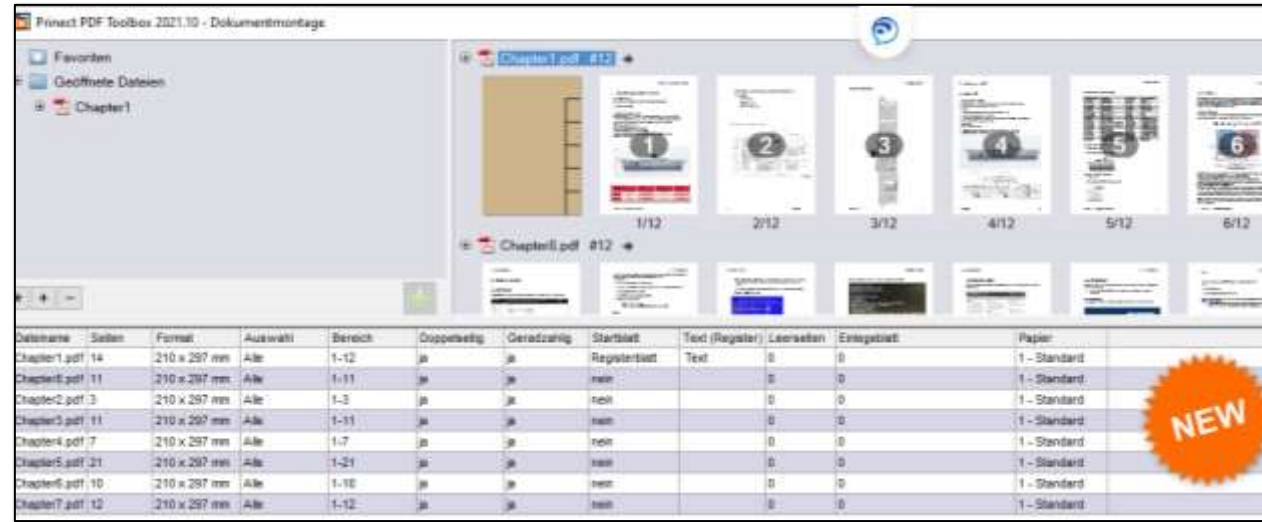 Prinect PDF Toolbox 2021.10 - Dokumentmontage
Favoriten
Geöffnete Dateien
Chapter1
Chapter1.pdf #12
1 2 3 4 5 6
1/12 2/12 3/12 4/12 5/12 6/12
Chapter8.pdf #12
Dateiname Seiten Format Auswahl Bereich Doppelseitig Geradzahlig Startblatt Text (Register) Leerseiten Einlegeblatt Papier
Chapter1.pdf 14 210 x 297 mm Alle 1-12 ja ja Registerblatt Text 0 0 1 - Standard
Chapter8.pdf 11 210 x 297 mm Alle 1-11 ja ja nein 0 0 1 - Standard
Chapter2.pdf 3 210 x 297 mm Alle 1-3 ja ja nein 0 0 1 - Standard
Chapter3.pdf 11 210 x 297 mm Alle 1-11 ja ja nein 0 0 1 - Standard
Chapter4.pdf 7 210 x 297 mm Alle 1-7 ja ja nein 0 0 1 - Standard
Chapter5.pdf 21 210 x 297 mm Alle 1-21 ja ja nein 0 0 1 - Standard
Chapter6.pdf 10 210 x 297 mm Alle 1-10 ja ja nein 0 0 1 - Standard
Chapter7.pdf 12 210 x 297 mm Alle 1-12 ja ja nein 0 0 1 - Standard
NEW